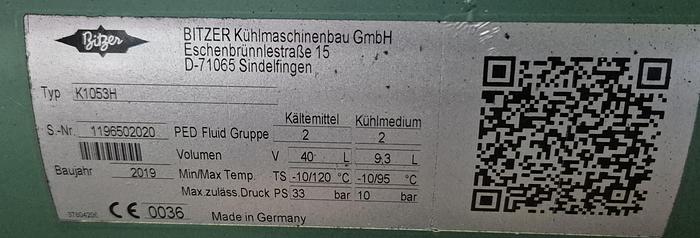 Bitzer
BITZER Kühlmaschinenbau GmbH
Eschenbrünnlestraße 15
D-71065 Sindelfingen
Typ K1053H
Kältemittel Kühlmedium
S.-Nr. 1196502020 PED Fluid Gruppe 2 2
Volumen V 40 L 9,3 L
Baujahr 2019 Min/Max Temp. TS -10/120 °C -10/95 °C
Max.zuläss.Druck PS 33 bar 10 bar
CE 0036 Made in Germany